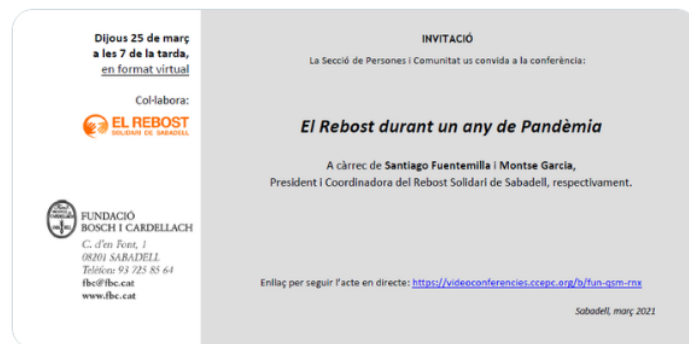 Dijous 25 de març
a les 7 de la tarda,
en format virtual
Col·labora:
EL REBOST
SOLIDARI DE SABADELL
FUNDACIÓ
BOSCH I CARDELLACH
C. d'en Font, 1
08201 SABADELL
Telèfon: 93 725 85 64
fbc@fbc.cat
www.fbc.cat
INVITACIÓ
La Secció de Persones i Comunitat us convida a la conferència:
El Rebost durant un any de Pandèmia
A càrrec de Santiago Fuentemilla i Montse Garcia,
President i Coordinadora del Rebost Solidari de Sabadell, respectivament.
Enllaç per seguir l'acte en directe: https://videoconferencies.ccepc.org/b/fun-qsm-rnx
Sabadell, març 2021